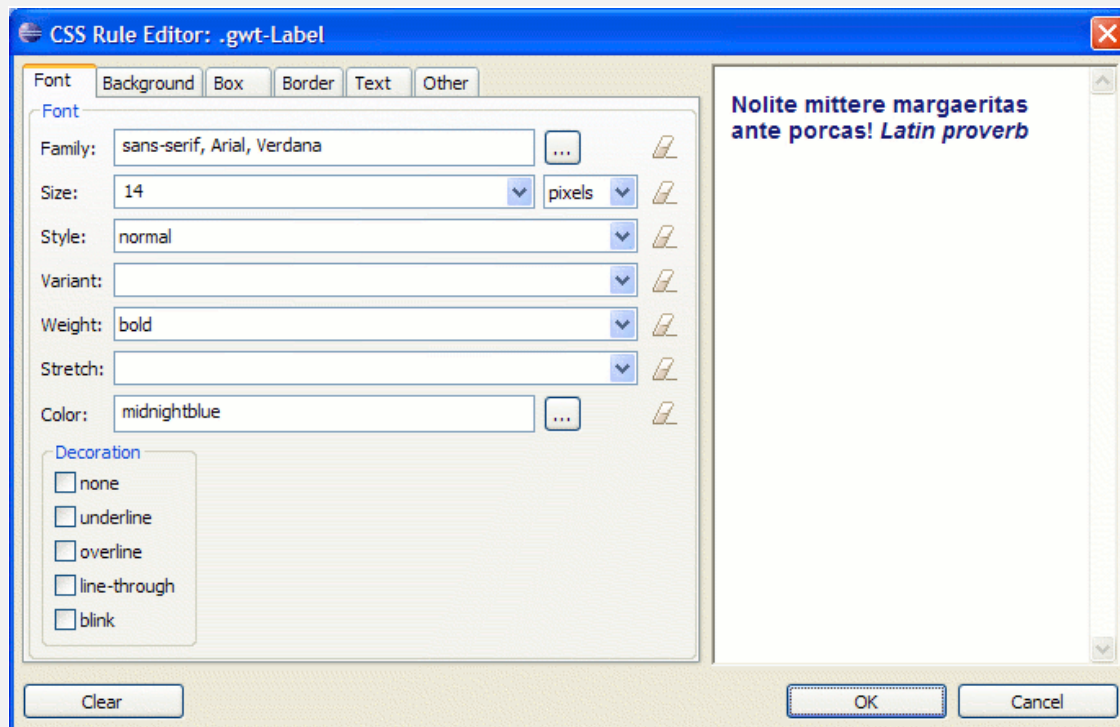 CSS Rule Editor: .gwt-Label
Font Background Box Border Text Other
Font
Family: sans-serif, Arial, Verdana ...
Size: 14 pixels
Style: normal
Variant:
Weight: bold
Stretch:
Color: midnightblue ...
Decoration
none
underline
overline
line-through
blink
Nolite mittere margaeritas
ante porcas! Latin proverb
Clear OK Cancel